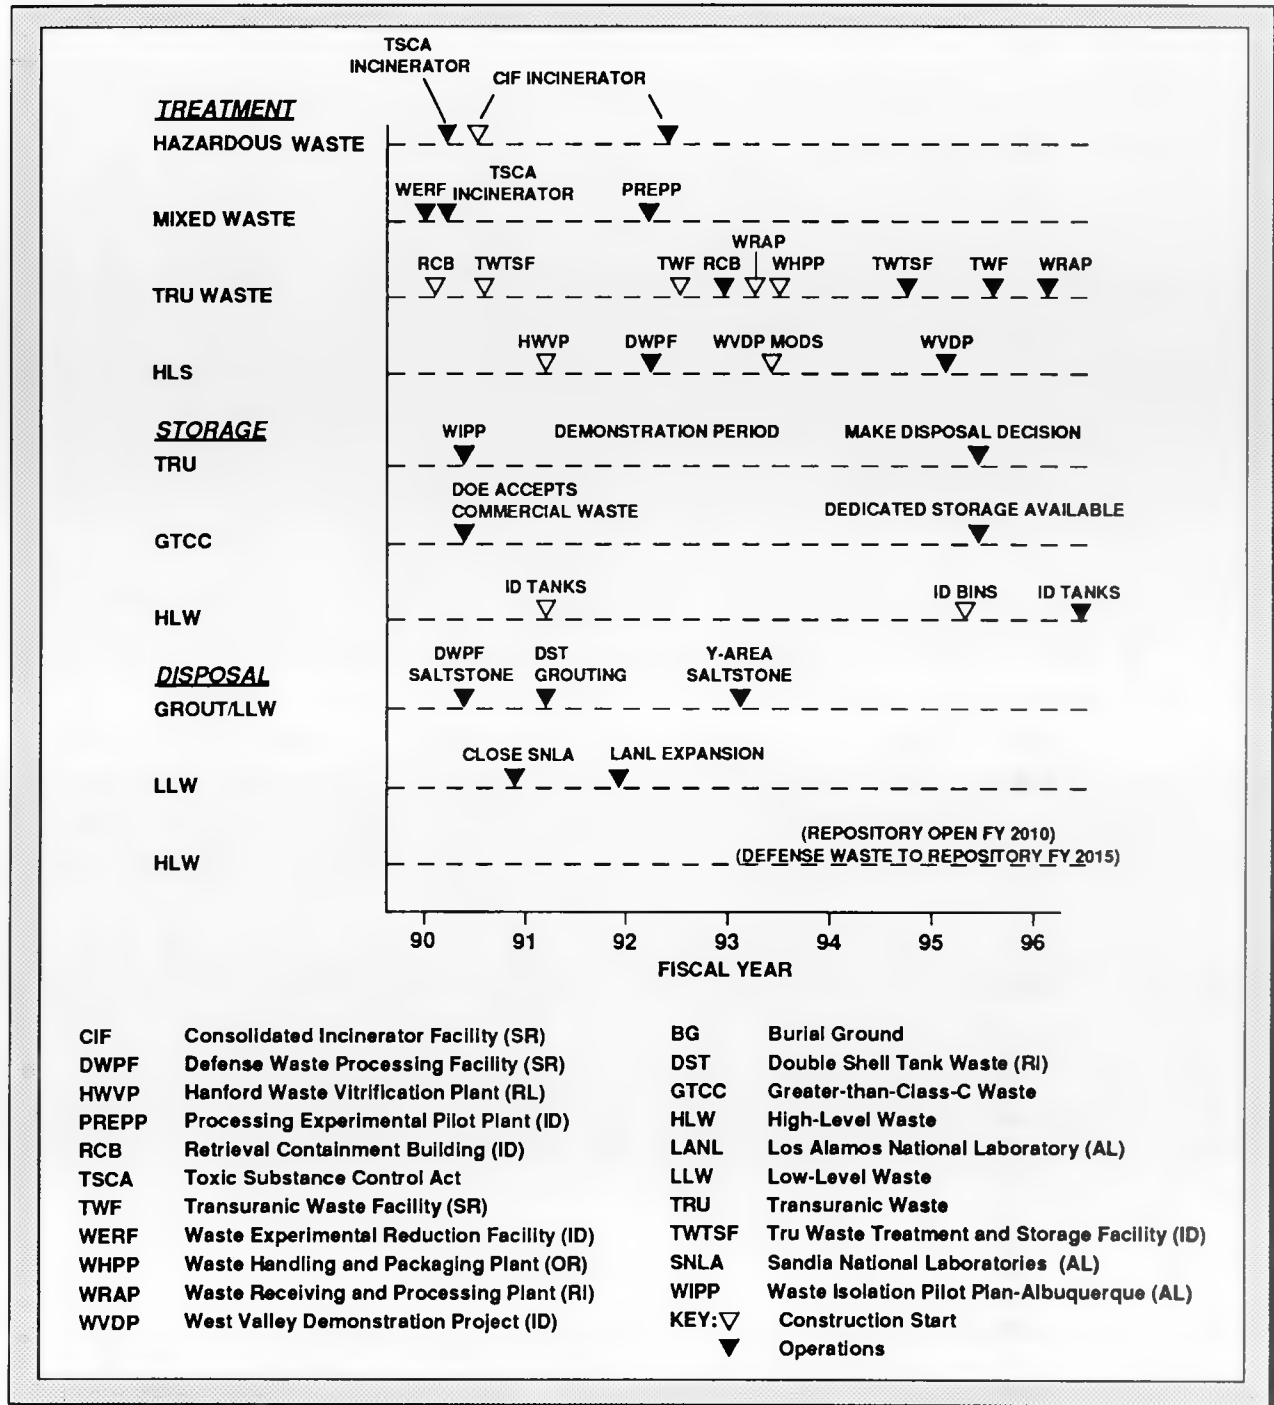 TSCA
INCINERATOR
CIF INCINERATOR
TREATMENT
HAZARDOUS WASTE
TSCA
WERF INCINERATOR PREPP
MIXED WASTE
WRAP
RCB TWTSF TWF RCB WHPP TWTSF TWF WRAP
TRU WASTE
HWVP DWPF WVDP MODS WVDP
HLS
STORAGE
WIPP DEMONSTRATION PERIOD MAKE DISPOSAL DECISION
TRU
DOE ACCEPTS
COMMERCIAL WASTE DEDICATED STORAGE AVAILABLE
GTCC
ID TANKS ID BINS ID TANKS
HLW
DWPF DST Y-AREA
DISPOSAL SALTSTONE GROUTING SALTSTONE
GROUT/LLW
CLOSE SNLA LANL EXPANSION
LLW
(REPOSITORY OPEN FY 2010)
(DEFENSE WASTE TO REPOSITORY FY 2015)
HLW
90 91 92 93 94 95 96
FISCAL YEAR
CIF Consolidated Incinerator Facility (SR)
DWPF Defense Waste Processing Facility (SR)
HWVP Hanford Waste Vitrification Plant (RL)
PREPP Processing Experimental Pilot Plant (ID)
RCB Retrieval Containment Building (ID)
TSCA Toxic Substance Control Act
TWF Transuranic Waste Facility (SR)
WERF Waste Experimental Reduction Facility (ID)
WHPP Waste Handling and Packaging Plant (OR)
WRAP Waste Receiving and Processing Plant (RI)
WVDP West Valley Demonstration Project (ID)
BG Burial Ground
DST Double Shell Tank Waste (RI)
GTCC Greater-than-Class-C Waste
HLW High-Level Waste
LANL Los Alamos National Laboratory (AL)
LLW Low-Level Waste
TRU Transuranic Waste
TWTSF Tru Waste Treatment and Storage Facility (ID)
SNLA Sandia National Laboratories (AL)
WIPP Waste Isolation Pilot Plan-Albuquerque (AL)
KEY: ▽ Construction Start
▼ Operations